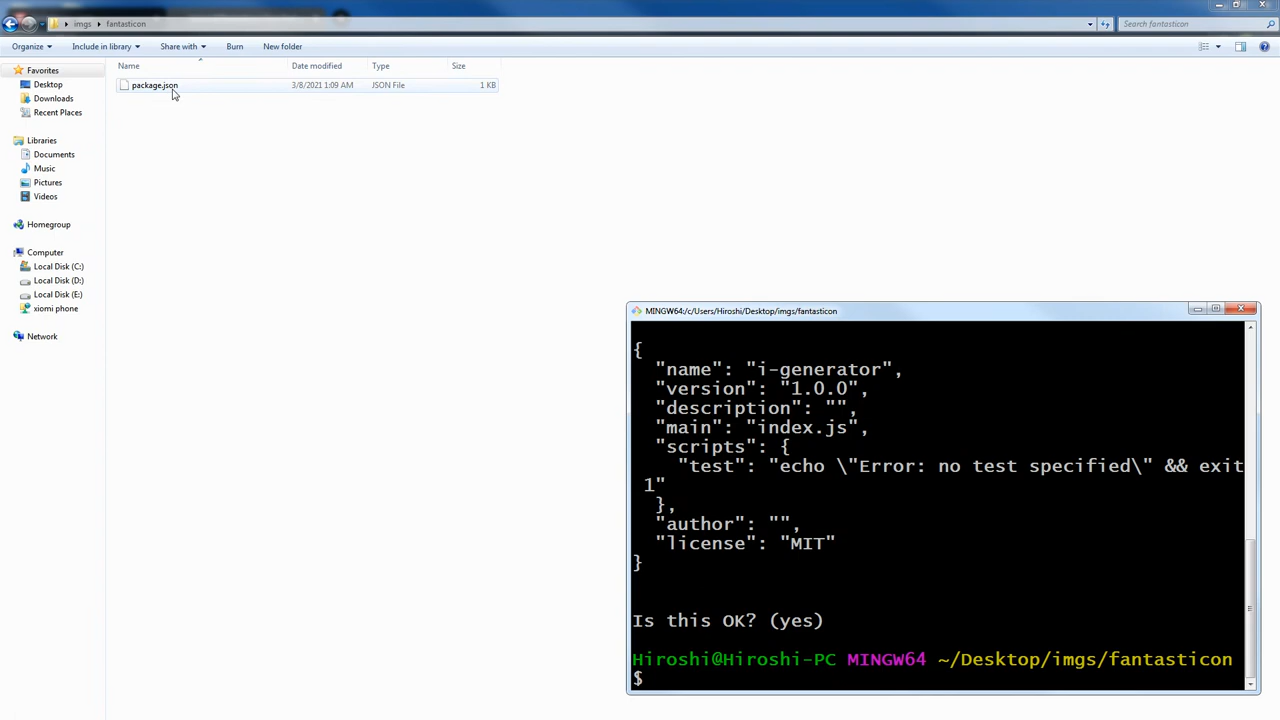 imgs
fantasticon
Search fantasticon
Organize
Include in library
Share with
Burn
New folder
Name
Date modified
Type
Size
Favorites
Desktop
Downloads
Recent Places
Libraries
Documents
Music
Pictures
Videos
Homegroup
Computer
Local Disk (C:)
Local Disk (D:)
Local Disk (E:)
xiomi phone
Network
package.json
3/8/2021 1:09 AM
JSON File
1 KB
MINGW64:/c/Users/Hiroshi/Desktop/imgs/fantasticon
{
"name": "i-generator",
"version": "1.0.0",
"description": "",
"main": "index.js",
"scripts": {
"test": "echo \"Error: no test specified\" && exit
1"
},
"author": "",
"license": "MIT"
}
Is this OK? (yes)
Hiroshi@Hiroshi-PC MINGW64 ~/Desktop/imgs/fantasticon
$